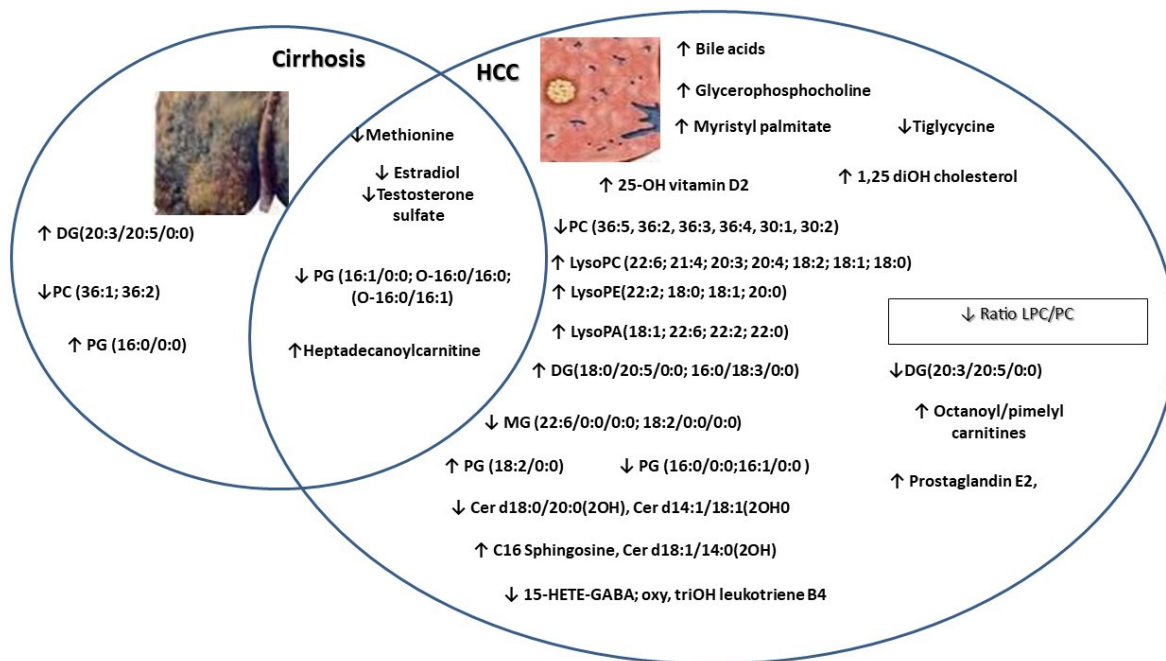 Cirrhosis
HCC
↑ DG(20:3/20:5/0:0)
↓PC (36:1; 36:2)
↑ PG (16:0/0:0)
↓Methionine
↓ Estradiol
↓Testosterone
sulfate
↓ PG (16:1/0:0; O-16:0/16:0;
(O-16:0/16:1)
↑Heptadecanoylcarnitine
↑ Bile acids
↑ Glycerophosphocholine
↑ Myristyl palmitate
↓Tiglycycine
↑ 25-OH vitamin D2
↑ 1,25 diOH cholesterol
↓PC (36:5, 36:2, 36:3, 36:4, 30:1, 30:2)
↑ LysoPC (22:6; 21:4; 20:3; 20:4; 18:2; 18:1; 18:0)
↑ LysoPE(22:2; 18:0; 18:1; 20:0)
↓ Ratio LPC/PC
↑ LysoPA(18:1; 22:6; 22:2; 22:0)
↑ DG(18:0/20:5/0:0; 16:0/18:3/0:0)
↓DG(20:3/20:5/0:0)
↓ MG (22:6/0:0/0:0; 18:2/0:0/0:0)
↑ Octanoyl/pimelyl
carnitines
↑ PG (18:2/0:0)
↓ PG (16:0/0:0;16:1/0:0 )
↑ Prostaglandin E2,
↓ Cer d18:0/20:0(2OH), Cer d14:1/18:1(2OH0
↑ C16 Sphingosine, Cer d18:1/14:0(2OH)
↓ 15-HETE-GABA; oxy, triOH leukotriene B4